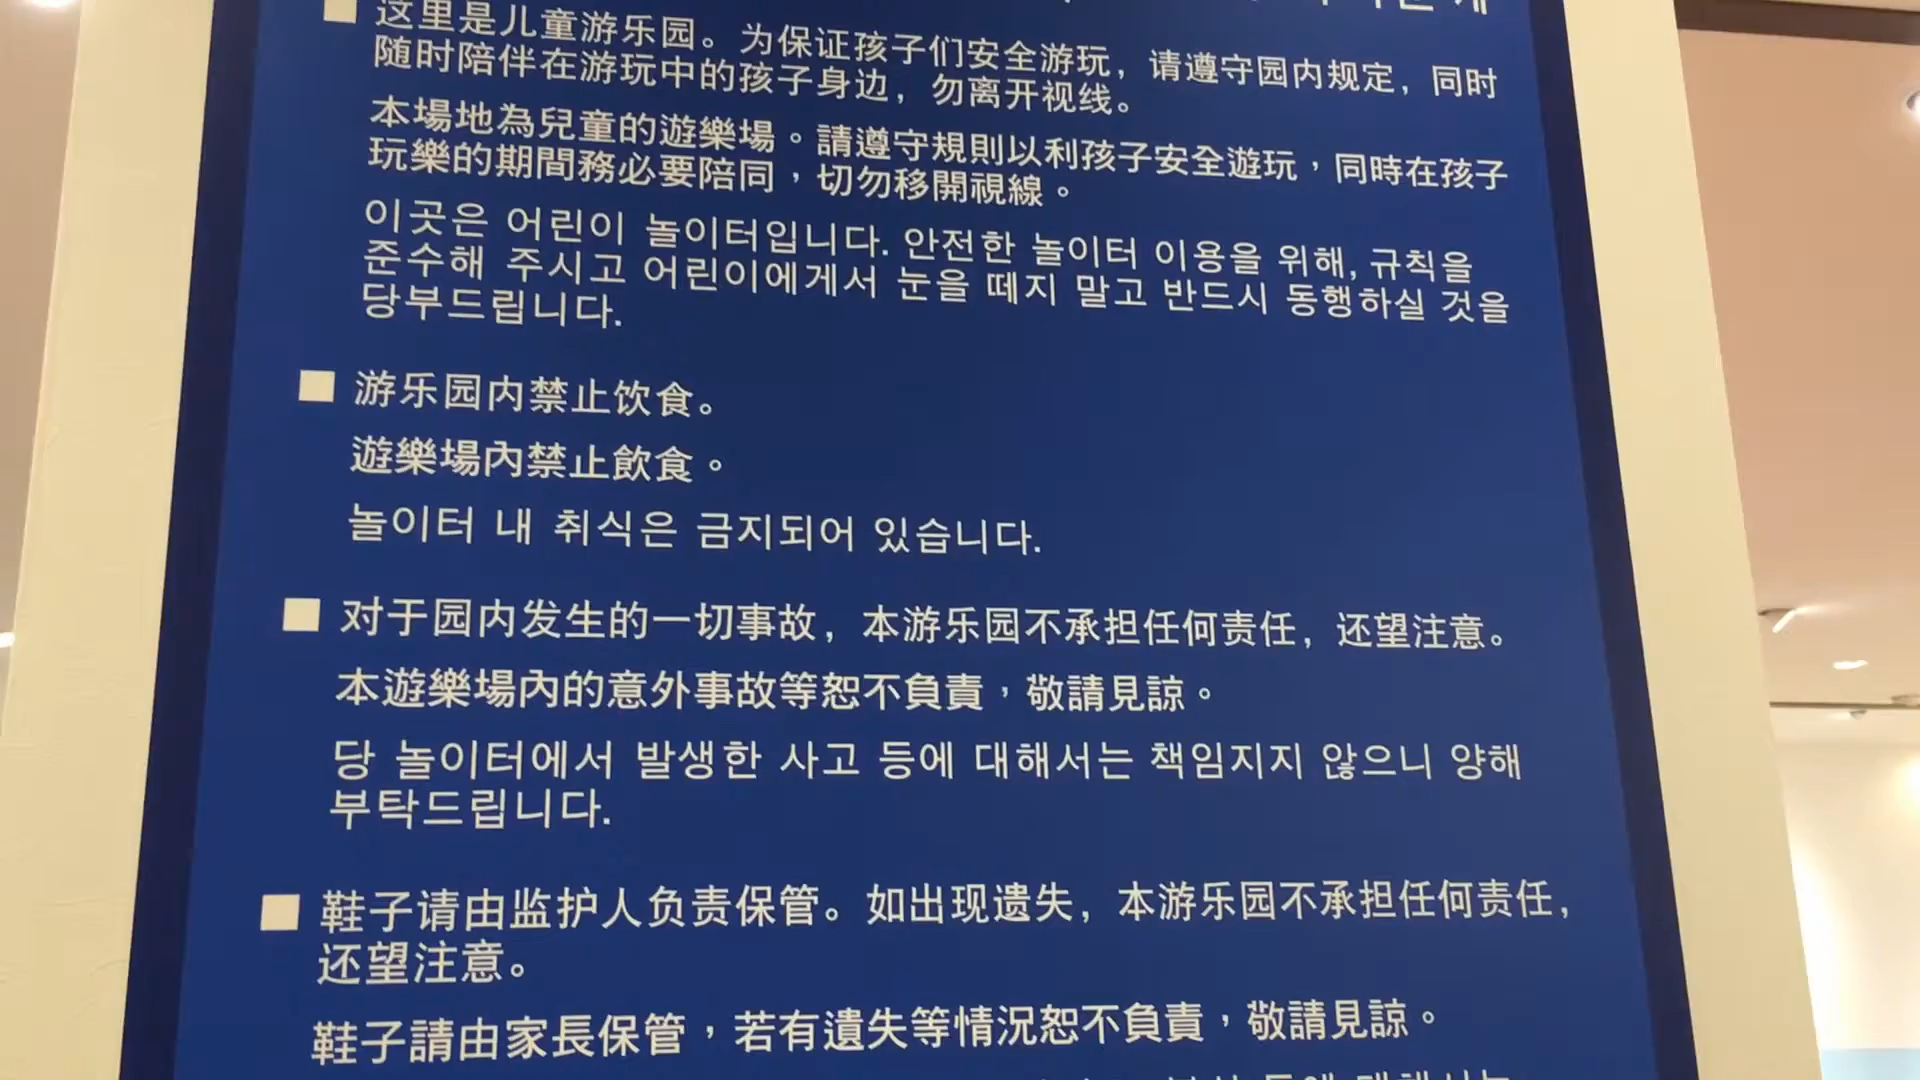 这里是儿童游乐园。为保证孩子们安全游玩，请遵守园内规定，同时
随时陪伴在游玩中的孩子身边，勿离开视线。
本場地為兒童的遊樂場。請遵守規則以利孩子安全遊玩，同時在孩子
玩樂的期間務必要陪同，切勿移開視線。
이곳은 어린이 놀이터입니다. 안전한 놀이터 이용을 위해, 규칙을
준수해 주시고 어린이에게서 눈을 떼지 말고 반드시 동행하실 것을
당부드립니다.
游乐园内禁止饮食。
遊樂場內禁止飲食。
놀이터 내 취식은 금지되어 있습니다.
对于园内发生的一切事故，本游乐园不承担任何责任，还望注意。
本遊樂場內的意外事故等恕不負責，敬請見諒。
당 놀이터에서 발생한 사고 등에 대해서는 책임지지 않으니 양해
부탁드립니다.
鞋子请由监护人负责保管。如出现遗失，本游乐园不承担任何责任，
还望注意。
鞋子請由家長保管，若有遺失等情況恕不負責，敬請見諒。